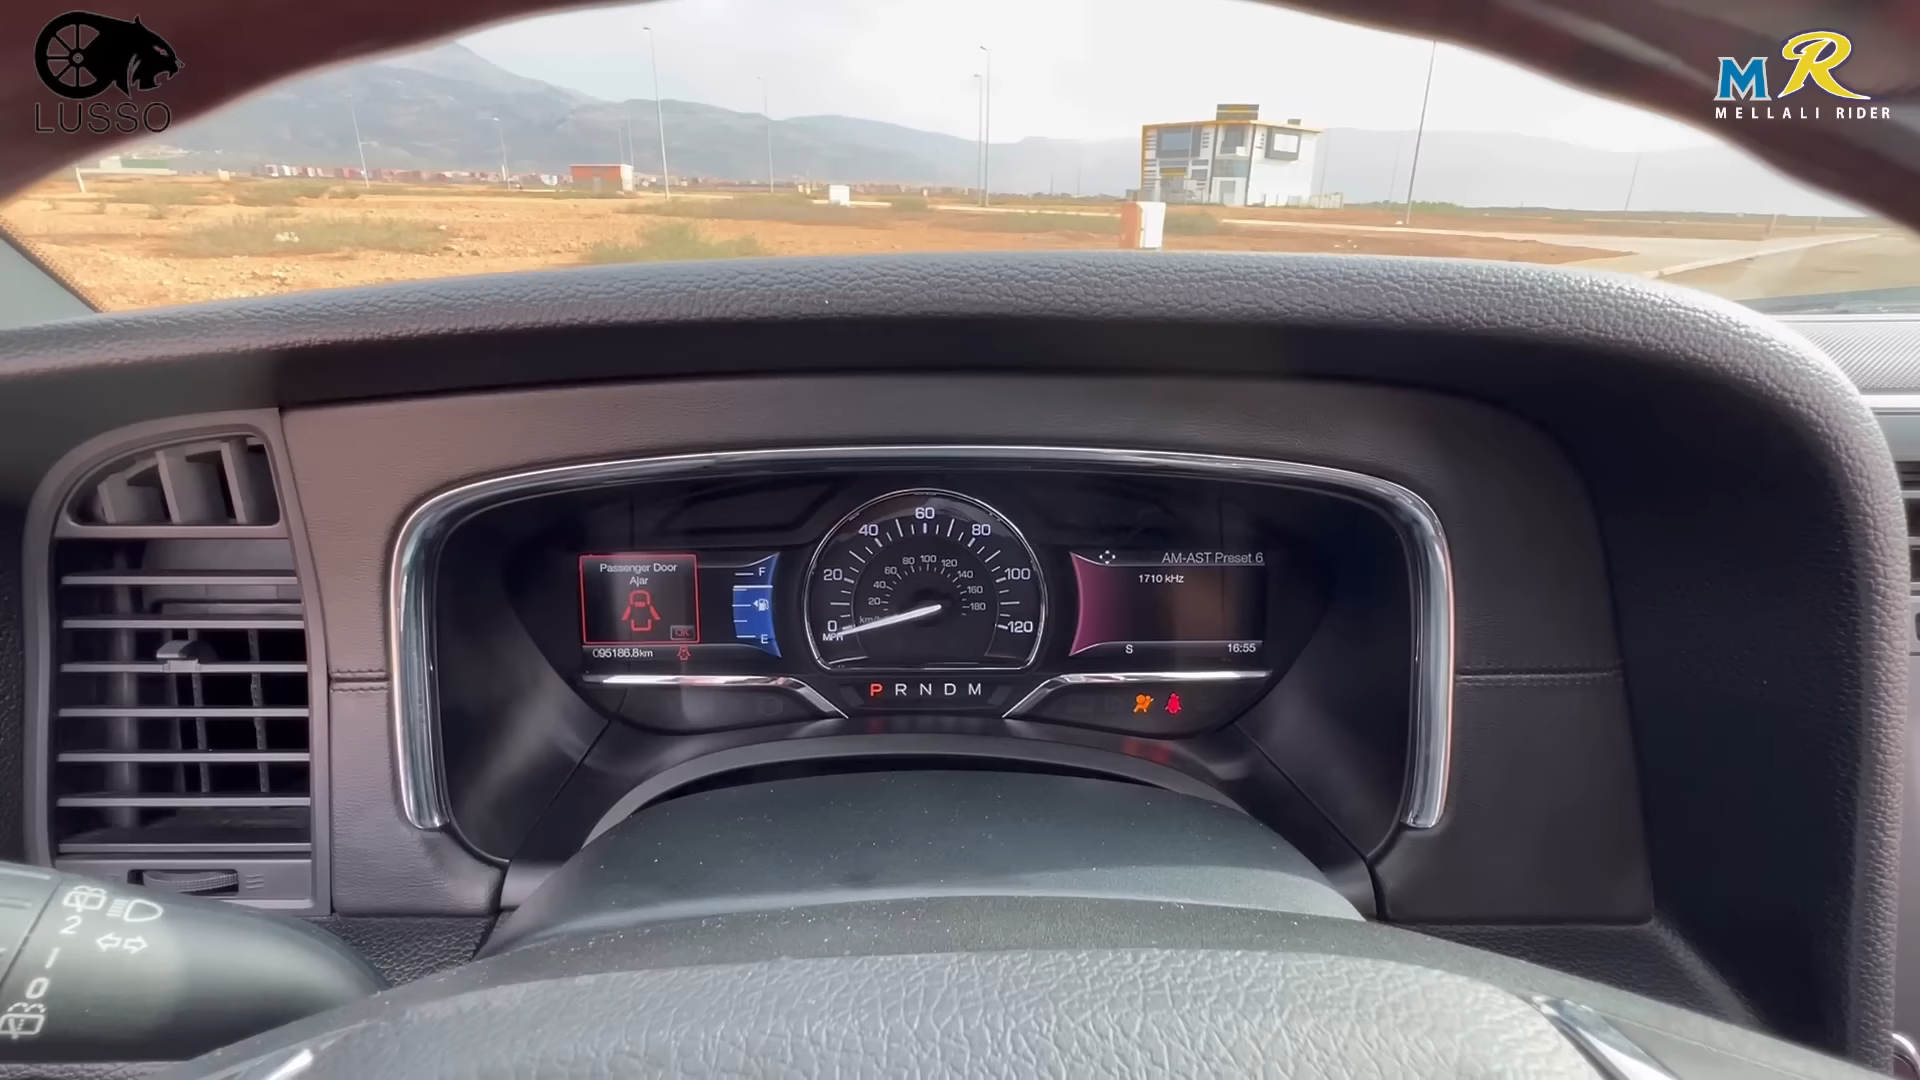 LUSSO
MR
MELLALI RIDER
Passenger Door
Ajar
OK
095186.8km
F
E
0 20 40 60 80 100 120
MPH
20 40 60 80 100 120 140 160 180
km/h
P R N D M
AM-AST Preset 6
1710 kHz
S
16:55
2
1
0